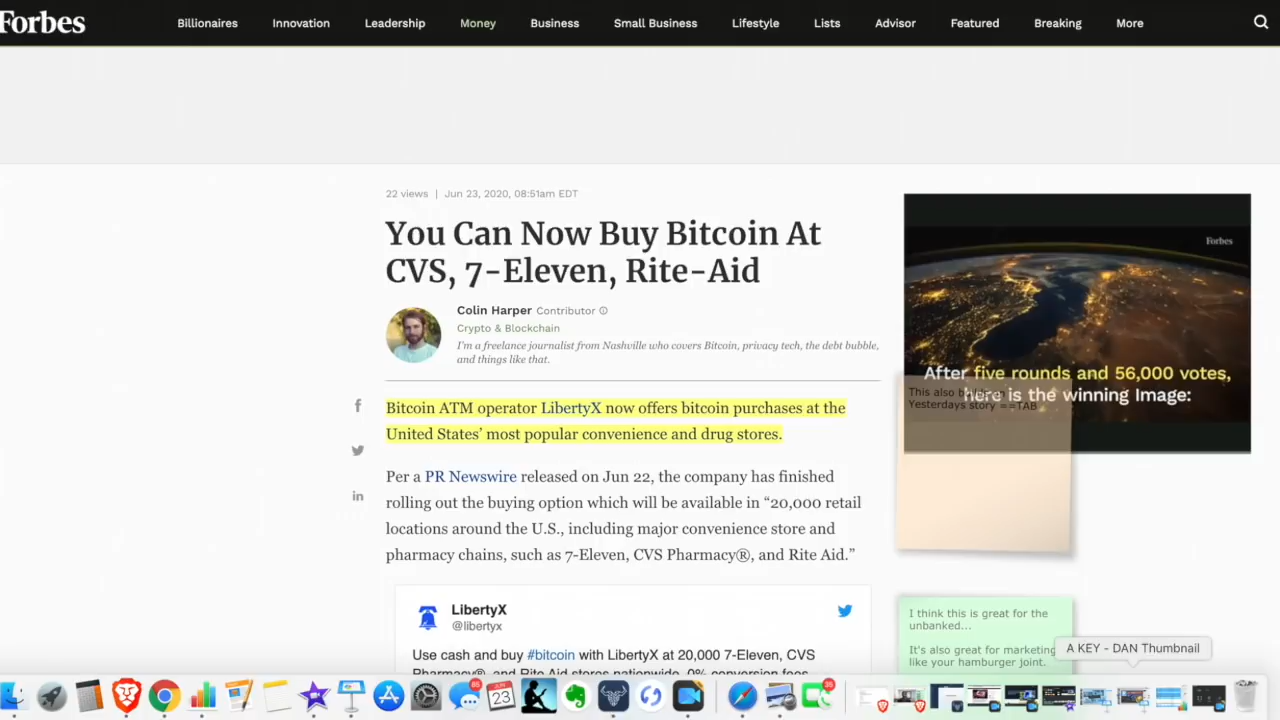 Forbes
Billionaires Innovation Leadership Money Business Small Business Lifestyle Lists Advisor Featured Breaking More
22 views | Jun 23, 2020, 08:51am EDT
You Can Now Buy Bitcoin At
CVS, 7-Eleven, Rite-Aid
Colin Harper Contributor
Crypto & Blockchain
I'm a freelance journalist from Nashville who covers Bitcoin, privacy tech, the debt bubble,
and things like that.
Bitcoin ATM operator LibertyX now offers bitcoin purchases at the
United States' most popular convenience and drug stores.
Per a PR Newswire released on Jun 22, the company has finished
rolling out the buying option which will be available in “20,000 retail
locations around the U.S., including major convenience store and
pharmacy chains, such as 7-Eleven, CVS Pharmacy®, and Rite Aid.”
LibertyX
@libertyx
Use cash and buy #bitcoin with LibertyX at 20,000 7-Eleven, CVS
Pharmacy®, and Rite Aid stores nationwide. 0% conversion fees
Forbes
After five rounds and 56,000 votes,
here is the winning Image:
This also
Yesterdays story ==TAB
I think this is great for the
unbanked...
It's also great for marketing
like your hamburger joint.
A KEY - DAN Thumbnail
JUN
23